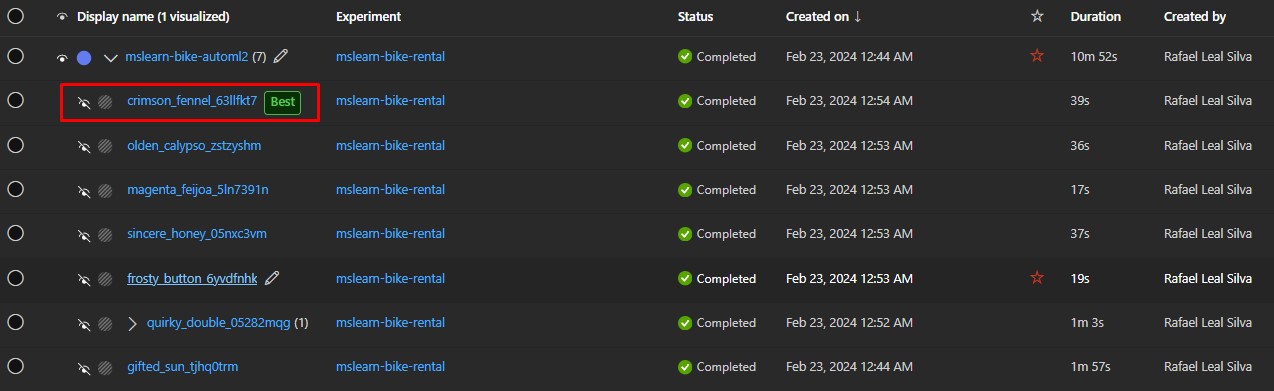 Display name (1 visualized) Experiment Status Created on ↓ Duration Created by
mslearn-bike-automl2 (7) mslearn-bike-rental Completed Feb 23, 2024 12:44 AM 10m 52s Rafael Leal Silva
crimson_fennel_63llfkt7 Best mslearn-bike-rental Completed Feb 23, 2024 12:54 AM 39s Rafael Leal Silva
olden_calypso_zstzyshm mslearn-bike-rental Completed Feb 23, 2024 12:53 AM 36s Rafael Leal Silva
magenta_feijoa_5ln7391n mslearn-bike-rental Completed Feb 23, 2024 12:53 AM 17s Rafael Leal Silva
sincere_honey_05nxc3vm mslearn-bike-rental Completed Feb 23, 2024 12:53 AM 37s Rafael Leal Silva
frosty_button_6yvdfnhk mslearn-bike-rental Completed Feb 23, 2024 12:53 AM 19s Rafael Leal Silva
quirky_double_05282mqg (1) mslearn-bike-rental Completed Feb 23, 2024 12:52 AM 1m 3s Rafael Leal Silva
gifted_sun_tjhq0trm mslearn-bike-rental Completed Feb 23, 2024 12:44 AM 1m 57s Rafael Leal Silva